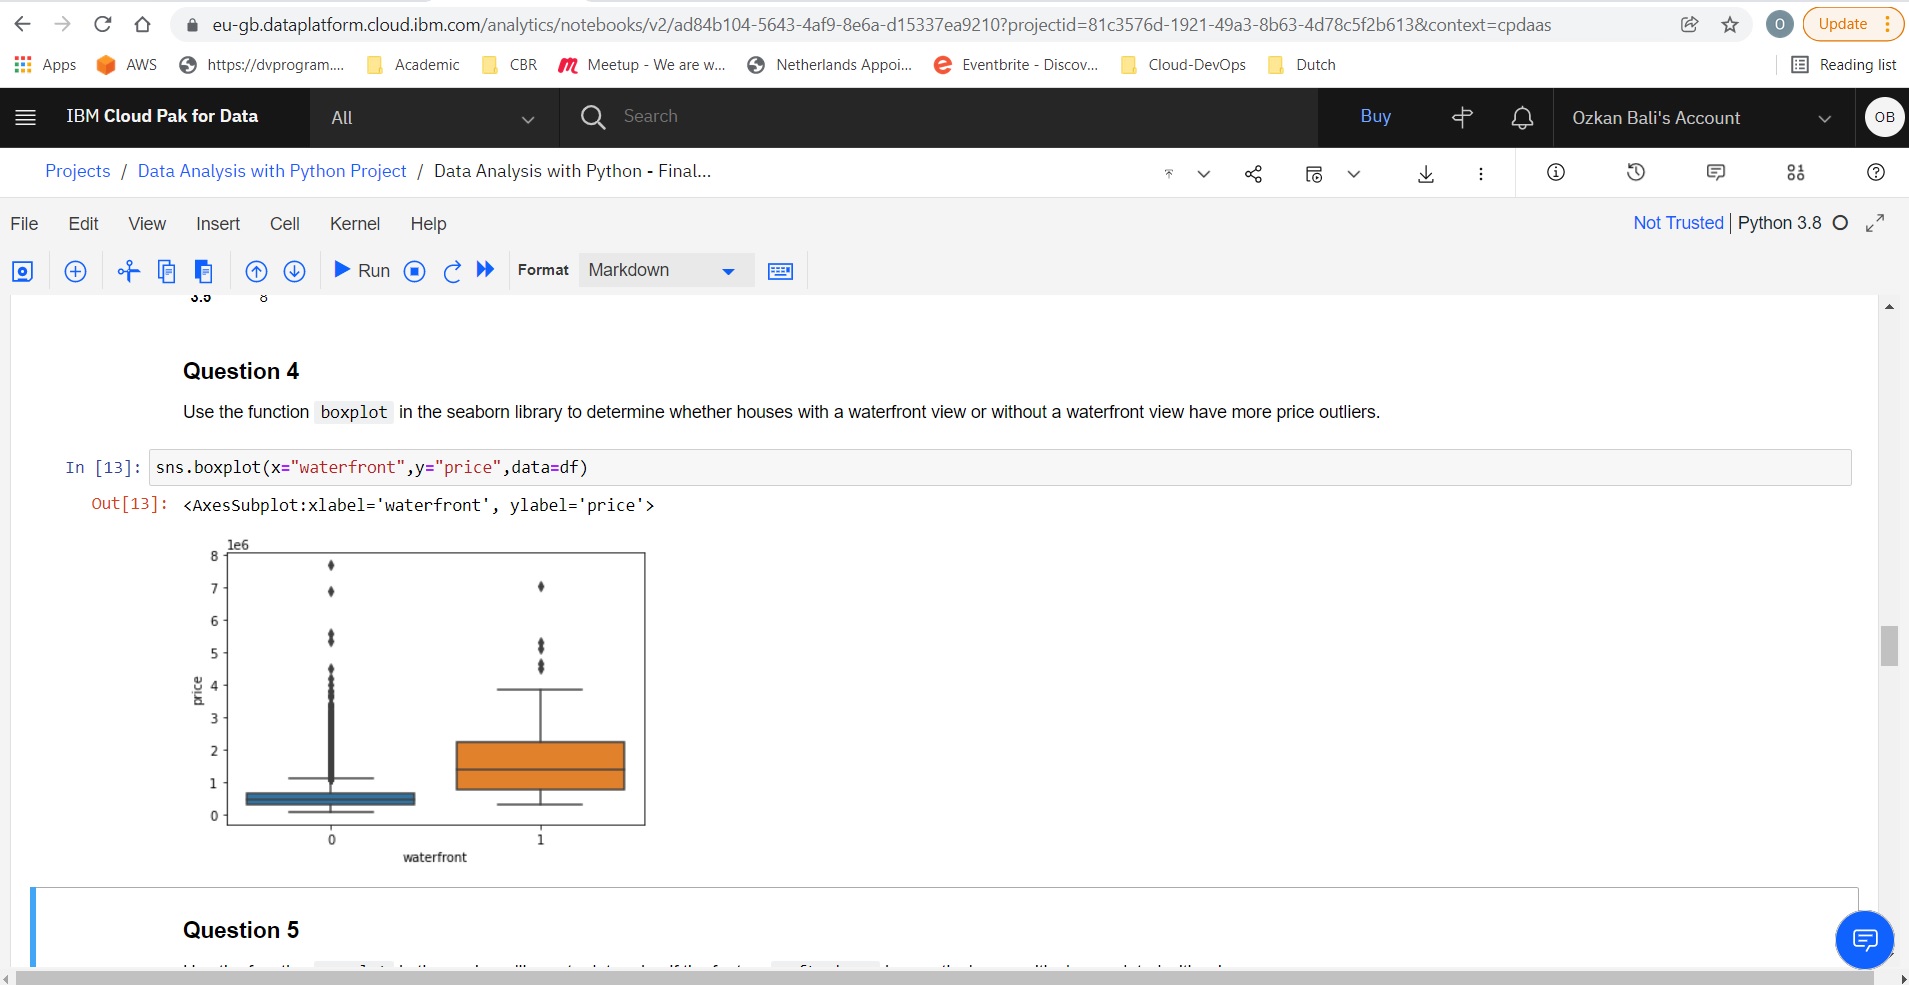 eu-gb.dataplatform.cloud.ibm.com/analytics/notebooks/v2/ad84b104-5643-4af9-8e6a-d15337ea9210?projectid=81c3576d-1921-49a3-8b63-4d78c5f2b613&context=cpdaas O Update
Apps AWS https://dvprogram.... Academic CBR Meetup - We are w... Netherlands Appoi... Eventbrite - Discov... Cloud-DevOps Dutch Reading list
IBM Cloud Pak for Data All Search Buy Ozkan Bali's Account OB
Projects / Data Analysis with Python Project / Data Analysis with Python - Final...
File Edit View Insert Cell Kernel Help Not Trusted Python 3.8
Run Format Markdown
3.5 8
Question 4
Use the function boxplot in the seaborn library to determine whether houses with a waterfront view or without a waterfront view have more price outliers.
In [13]: sns.boxplot(x="waterfront",y="price",data=df)
Out[13]: <AxesSubplot:xlabel='waterfront', ylabel='price'>
1e6
8
7
6
5
4
3
2
1
0
price
0 1
waterfront
Question 5